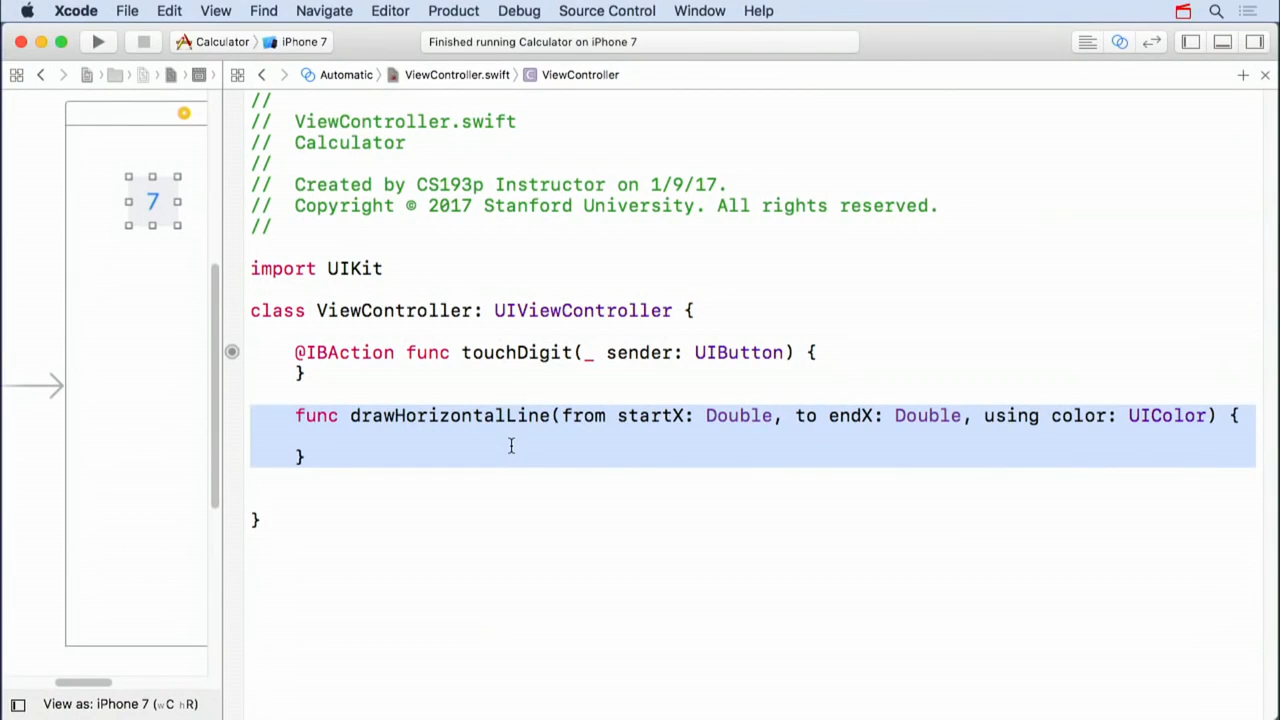 Xcode File Edit View Find Navigate Editor Product Debug Source Control Window Help
Calculator iPhone 7 Finished running Calculator on iPhone 7
Automatic ViewController.swift C ViewController
//
// ViewController.swift
// Calculator
//
// Created by CS193p Instructor on 1/9/17.
// Copyright © 2017 Stanford University. All rights reserved.
//
7
import UIKit
class ViewController: UIViewController {
@IBAction func touchDigit(_ sender: UIButton) {
}
func drawHorizontalLine(from startX: Double, to endX: Double, using color: UIColor) {
}
}
View as: iPhone 7 (wC hR)